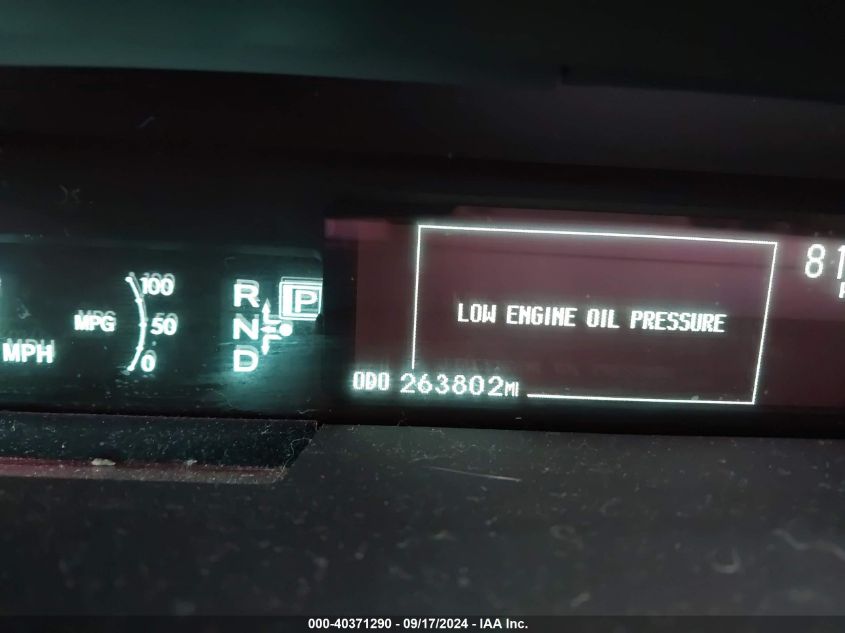 81
100
MPG
50
MPH
0
R
P
N
D
LOW ENGINE OIL PRESSURE
ODO 263802MI
000-40371290 - 09/17/2024 - IAA Inc.